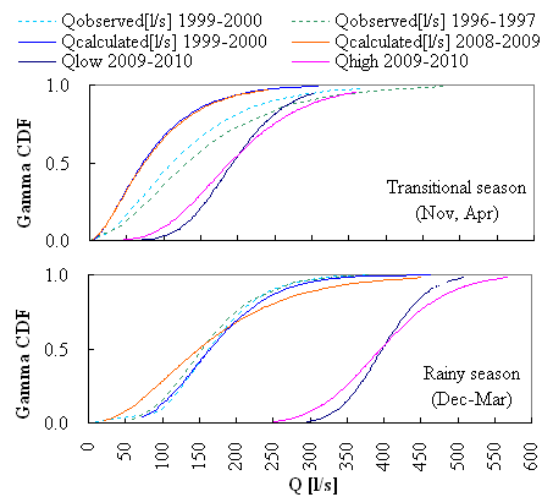 Qobserved[l/s] 1999-2000 Qobserved[l/s] 1996-1997
Qcalculated[l/s] 1999-2000 Qcalculated[l/s] 2008-2009
Qlow 2009-2010 Qhigh 2009-2010
Gamma CDF
1.0
0.5
0.0
Transitional season
(Nov, Apr)
Gamma CDF
1.0
0.5
0.0
Rainy season
(Dec-Mar)
0 50 100 150 200 250 300 350 400 450 500 550 600
Q [l/s]